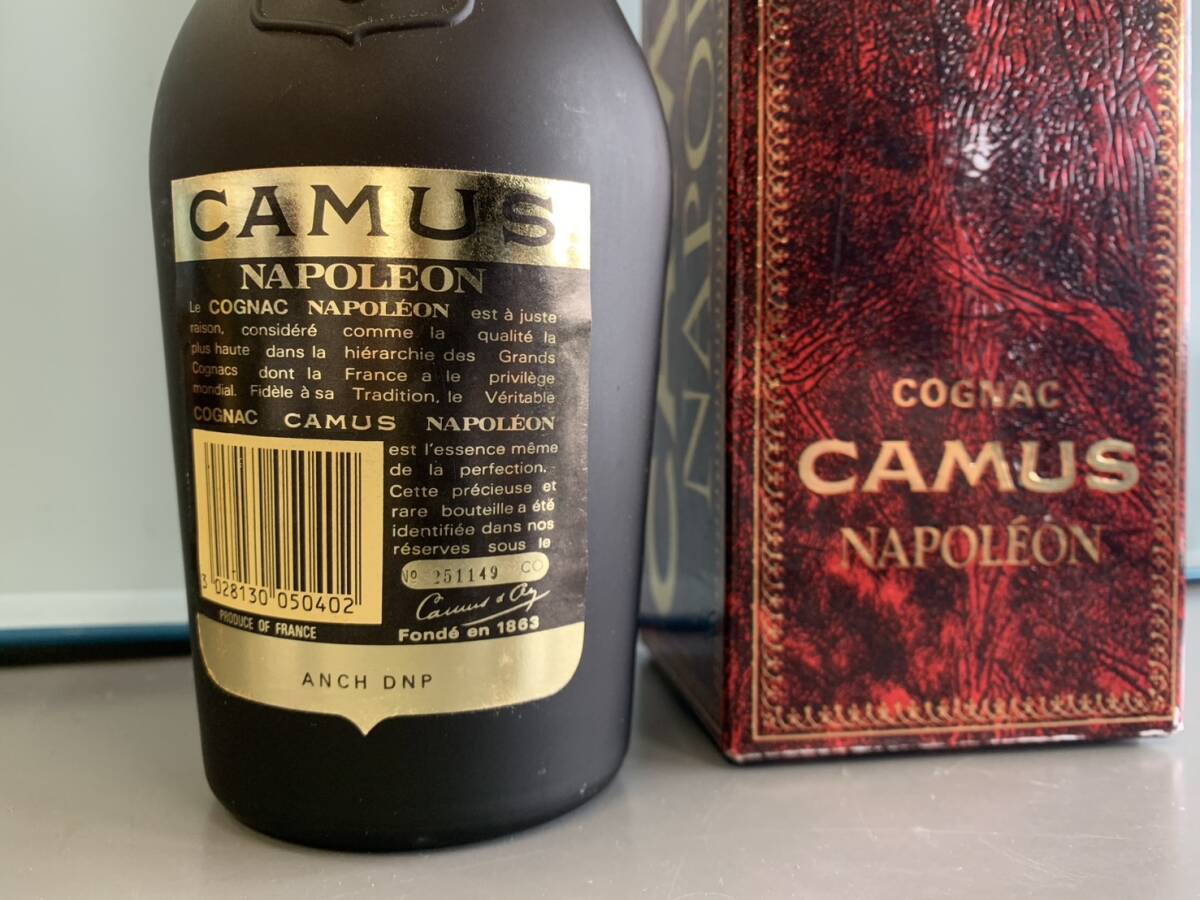 CAMUS
NAPOLEON
Le COGNAC NAPOLÉON est à juste
raison, considéré comme la qualité la
plus haute dans la hiérarchie des Grands
Cognacs dont la France a le privilège
mondial. Fidèle à sa Tradition, le Véritable
COGNAC CAMUS NAPOLÉON
est l'essence même
de la perfection.
Cette précieuse et
rare bouteille a été
identifiée dans nos
réserves sous le
Nº 251149 CO
3 028130 050402
PRODUCE OF FRANCE
Fondé en 1863
ANCH DNP
COGNAC
CAMUS
NAPOLÉON